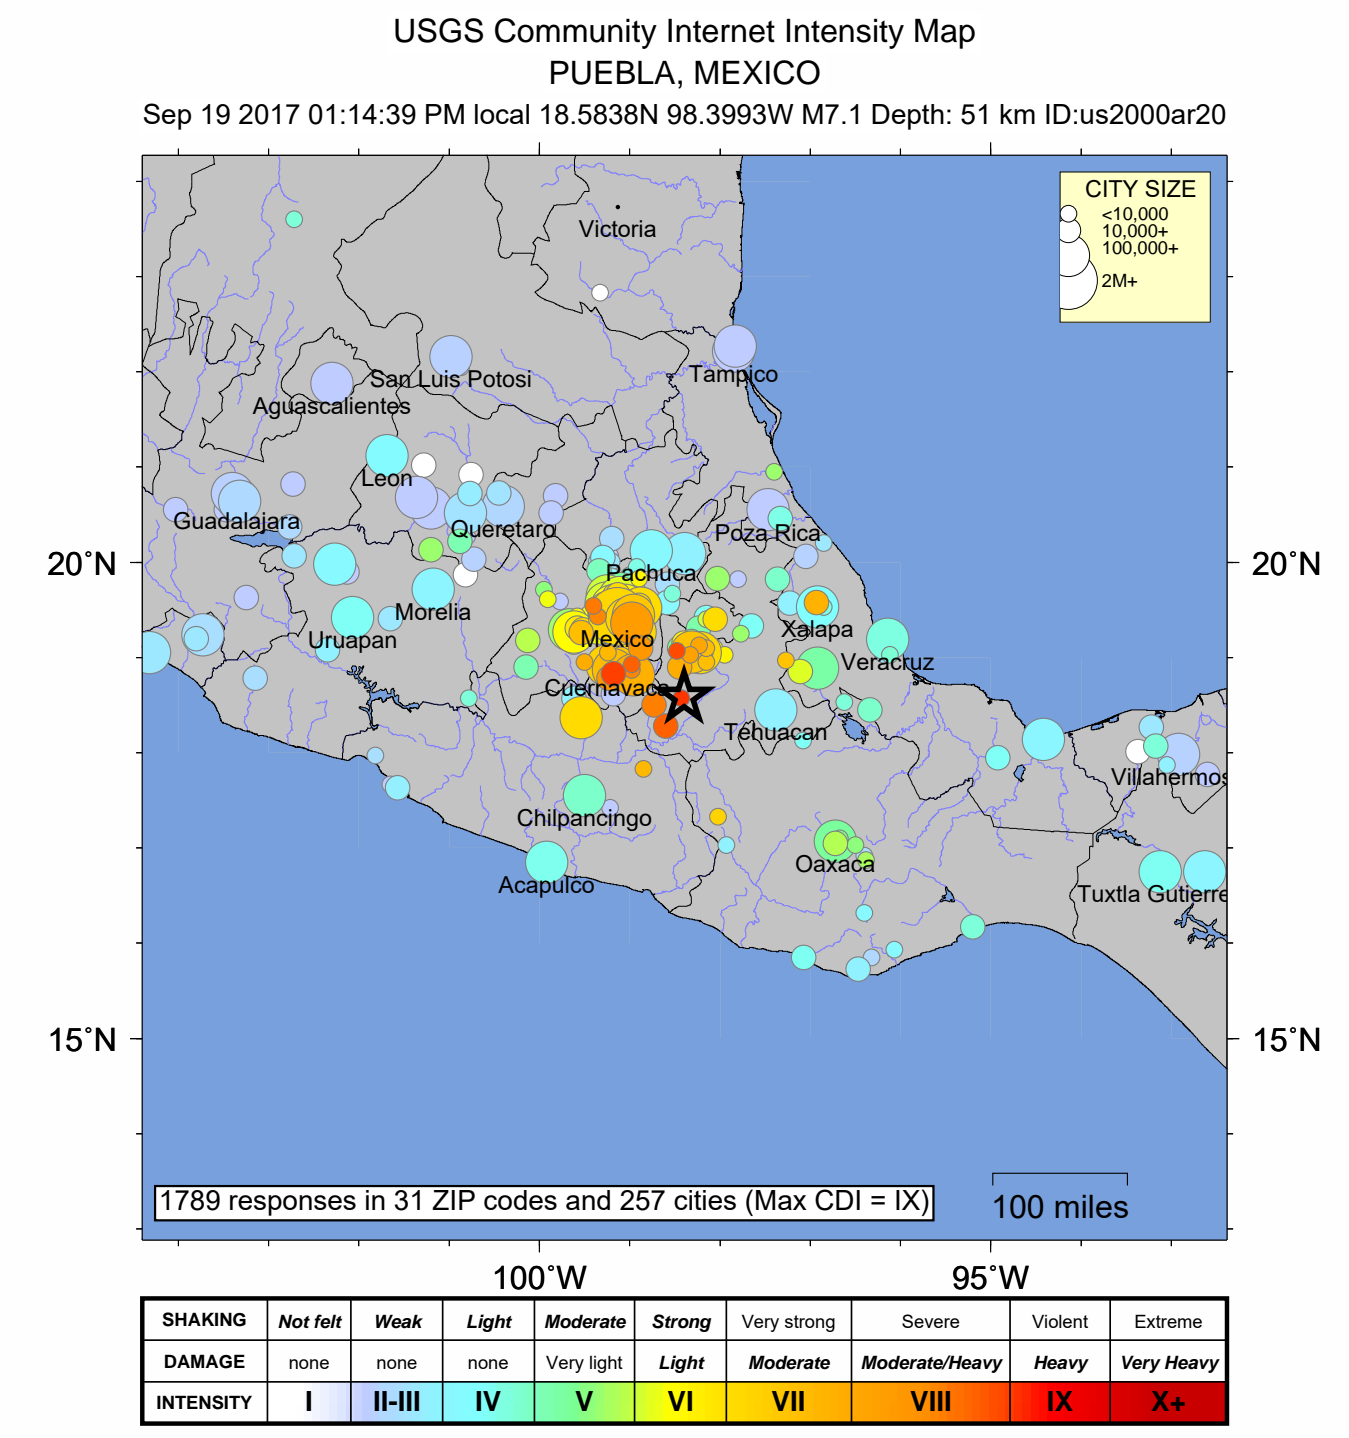 USGS Community Internet Intensity Map
PUEBLA, MEXICO
Sep 19 2017 01:14:39 PM local 18.5838N 98.3993W M7.1 Depth: 51 km ID:us2000ar20
CITY SIZE
<10,000
10,000+
100,000+
2M+
Victoria
Tampico
San Luis Potosi
Aguascalientes
Leon
Guadalajara
Queretaro
Poza Rica
20˚N
20˚N
Pachuca
Morelia
Uruapan
Mexico
Xalapa
Veracruz
Cuernavaca
Tehuacan
Villahermos
Chilpancingo
Oaxaca
Acapulco
Tuxtla Gutierre
15˚N
15˚N
1789 responses in 31 ZIP codes and 257 cities (Max CDI = IX)
100 miles
100˚W
95˚W
SHAKING Not felt Weak Light Moderate Strong Very strong Severe Violent Extreme
DAMAGE none none none Very light Light Moderate Moderate/Heavy Heavy Very Heavy
INTENSITY I II-III IV V VI VII VIII IX X+